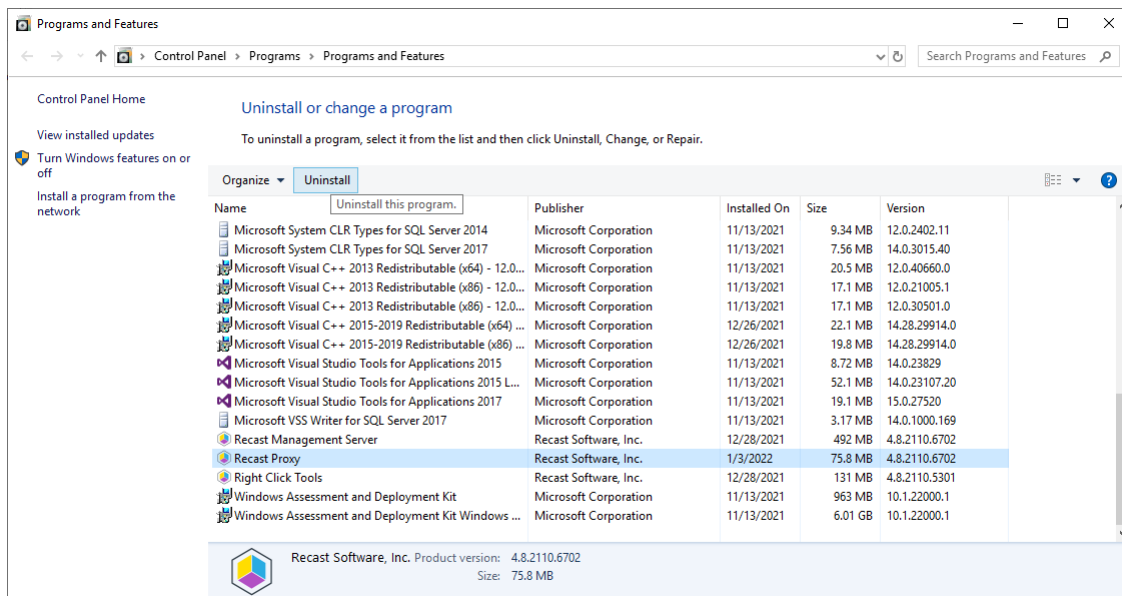 Programs and Features
Control Panel > Programs > Programs and Features
Search Programs and Features
Control Panel Home
View installed updates
Turn Windows features on or
off
Install a program from the
network
Uninstall or change a program
To uninstall a program, select it from the list and then click Uninstall, Change, or Repair.
Organize Uninstall
Uninstall this program.
Name Publisher Installed On Size Version
Microsoft System CLR Types for SQL Server 2014 Microsoft Corporation 11/13/2021 9.34 MB 12.0.2402.11
Microsoft System CLR Types for SQL Server 2017 Microsoft Corporation 11/13/2021 7.56 MB 14.0.3015.40
Microsoft Visual C++ 2013 Redistributable (x64) - 12.0... Microsoft Corporation 11/13/2021 20.5 MB 12.0.40660.0
Microsoft Visual C++ 2013 Redistributable (x86) - 12.0... Microsoft Corporation 11/13/2021 17.1 MB 12.0.21005.1
Microsoft Visual C++ 2013 Redistributable (x86) - 12.0... Microsoft Corporation 11/13/2021 17.1 MB 12.0.30501.0
Microsoft Visual C++ 2015-2019 Redistributable (x64) ... Microsoft Corporation 12/26/2021 22.1 MB 14.28.29914.0
Microsoft Visual C++ 2015-2019 Redistributable (x86) ... Microsoft Corporation 12/26/2021 19.8 MB 14.28.29914.0
Microsoft Visual Studio Tools for Applications 2015 Microsoft Corporation 11/13/2021 8.72 MB 14.0.23829
Microsoft Visual Studio Tools for Applications 2015 L... Microsoft Corporation 11/13/2021 52.1 MB 14.0.23107.20
Microsoft Visual Studio Tools for Applications 2017 Microsoft Corporation 11/13/2021 19.1 MB 15.0.27520
Microsoft VSS Writer for SQL Server 2017 Microsoft Corporation 11/13/2021 3.17 MB 14.0.1000.169
Recast Management Server Recast Software, Inc. 12/28/2021 492 MB 4.8.2110.6702
Recast Proxy Recast Software, Inc. 1/3/2022 75.8 MB 4.8.2110.6702
Right Click Tools Recast Software, Inc. 12/28/2021 131 MB 4.8.2110.5301
Windows Assessment and Deployment Kit Microsoft Corporation 11/13/2021 963 MB 10.1.22000.1
Windows Assessment and Deployment Kit Windows ... Microsoft Corporation 11/13/2021 6.01 GB 10.1.22000.1
Recast Software, Inc. Product version: 4.8.2110.6702
Size: 75.8 MB